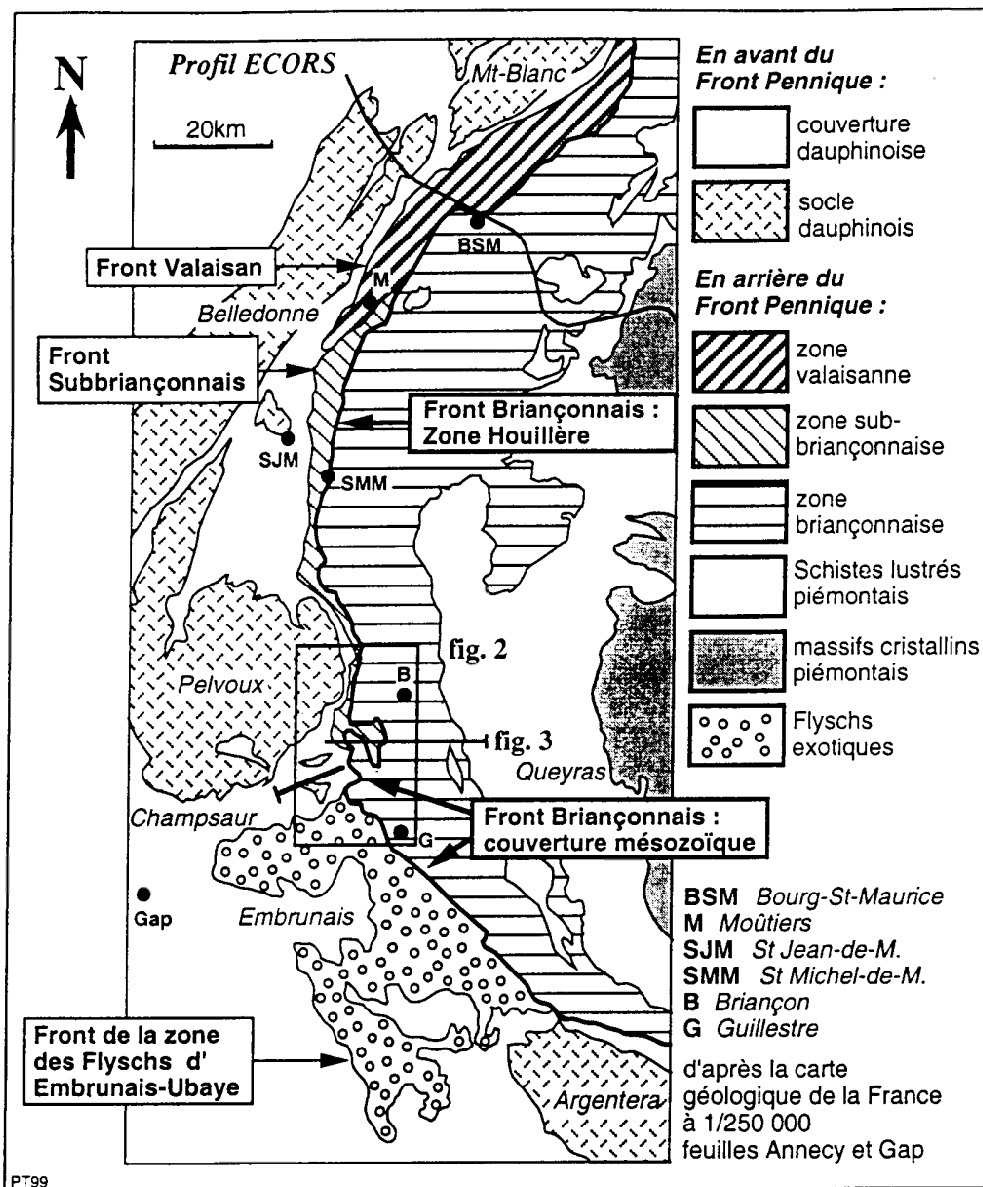 N
Profil ECORS
Mt-Blanc
20km
BSM
Front Valaisan
M
Belledonne
Front
Subbriançonnais
Front Briançonnais :
Zone Houillère
SJM
SMM
fig. 2
Pelvoux
B
fig. 3
Queyras
Champsaur
Front Briançonnais :
couverture mésozoïque
G
Gap
Embrunais
Front de la zone
des Flyschs d'
Embrunais-Ubaye
Argentera
En avant du
Front Pennique :
couverture
dauphinoise
socle
dauphinois
En arrière du
Front Pennique :
zone
valaisanne
zone sub-
briançonnaise
zone
briançonnaise
Schistes lustrés
piémontais
massifs cristallins
piémontais
Flyschs
exotiques
BSM Bourg-St-Maurice
M Moûtiers
SJM St Jean-de-M.
SMM St Michel-de-M.
B Briançon
G Guillestre
d'après la carte
géologique de la France
à 1/250 000
feuilles Annecy et Gap
PT99